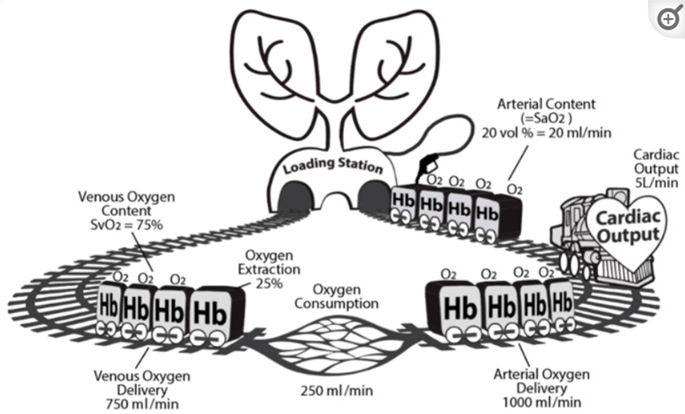 Loading Station
Arterial Content
(=SaO2)
20 vol % = 20 ml/min
O2 O2 O2 O2
Hb Hb Hb Hb
Cardiac
Output
5L/min
Cardiac
Output
Venous Oxygen
Content
SvO2 = 75%
O2 O2 O2
Hb Hb Hb Hb
Oxygen
Extraction
25%
Oxygen
Consumption
250 ml/min
O2 O2 O2 O2
Hb Hb Hb Hb
Venous Oxygen
Delivery
750 ml/min
Arterial Oxygen
Delivery
1000 ml/min